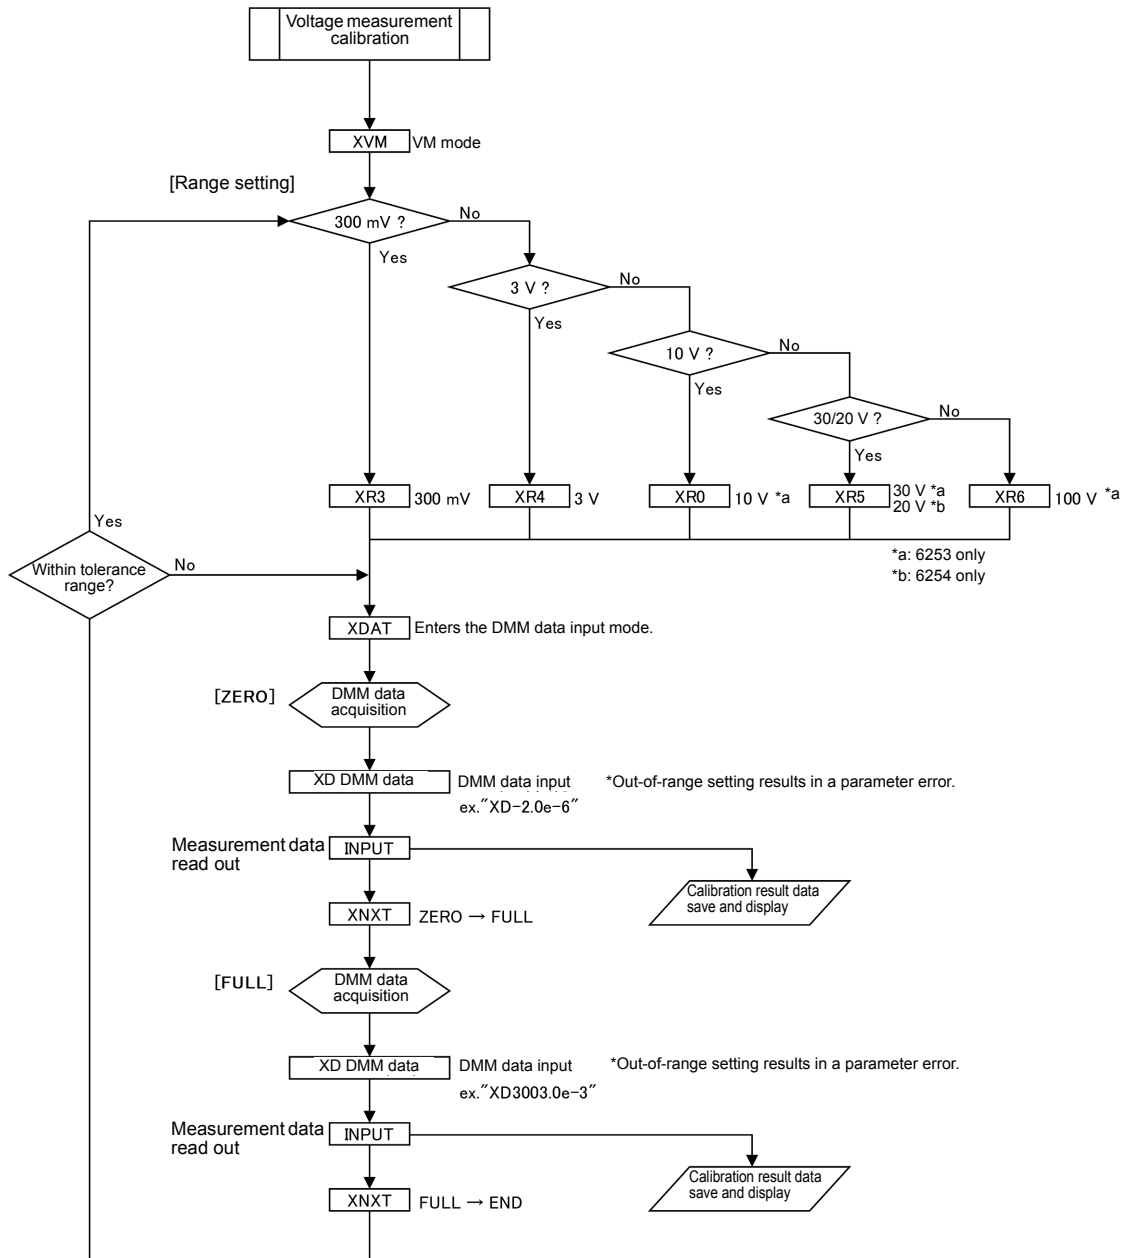 Voltage measurement
calibration
XVM VM mode
[Range setting]
300 mV ?
No
Yes
3 V ?
No
Yes
10 V ?
No
Yes
30/20 V ?
No
Yes
XR3 300 mV
XR4 3 V
XR0 10 V *a
XR5 30 V *a
20 V *b
XR6 100 V *a
*a: 6253 only
*b: 6254 only
Yes
Within tolerance
range?
No
XDAT Enters the DMM data input mode.
[ZERO]
DMM data
acquisition
XD DMM data
DMM data input *Out-of-range setting results in a parameter error.
ex."XD-2.0e-6"
Measurement data
read out
INPUT
Calibration result data
save and display
XNXT ZERO → FULL
[FULL]
DMM data
acquisition
XD DMM data
DMM data input *Out-of-range setting results in a parameter error.
ex."XD3003.0e-3"
Measurement data
read out
INPUT
Calibration result data
save and display
XNXT FULL → END